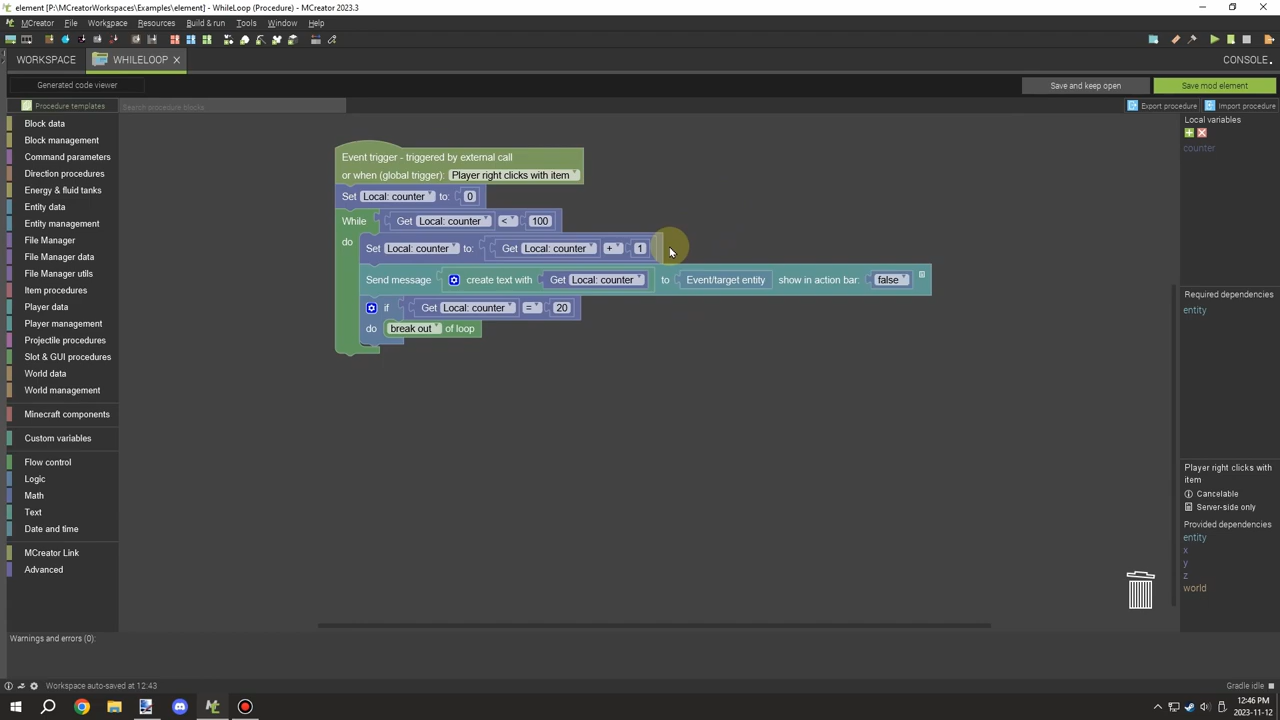 element [P:\MCreatorWorkspaces\Examples\element] - WhileLoop (Procedure) - MCreator 2023.3
MCreator File Workspace Resources Build & run Tools Window Help
WORKSPACE WHILELOOP CONSOLE
Generated code viewer Save and keep open Save mod element
Procedure templates Search procedure blocks Export procedure Import procedure
Block data
Block management
Command parameters
Direction procedures
Energy & fluid tanks
Entity data
Entity management
File Manager
File Manager data
File Manager utils
Item procedures
Player data
Player management
Projectile procedures
Slot & GUI procedures
World data
World management
Minecraft components
Custom variables
Flow control
Logic
Math
Text
Date and time
MCreator Link
Advanced
Event trigger - triggered by external call
or when (global trigger): Player right clicks with item
Set Local: counter to: 0
While Get Local: counter < 100
do Set Local: counter to: Get Local: counter + 1
Send message create text with Get Local: counter to Event/target entity show in action bar: false
if Get Local: counter = 20
do break out of loop
Local variables
counter
Required dependencies
entity
Player right clicks with
item
Cancelable
Server-side only
Provided dependencies
entity
x
y
z
world
Warnings and errors (0):
Workspace auto-saved at 12:43 Gradle idle
12:46 PM
2023-11-12